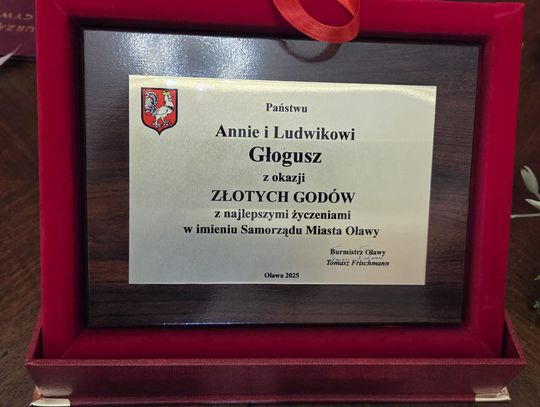 Państwu
Annie i Ludwikowi
Głogusz
z okazji
ZŁOTYCH GODÓW
z najlepszymi życzeniami
w imieniu Samorządu Miasta Oławy
Burmistrz Oławy
Tomasz Frischmann
Oława 2025